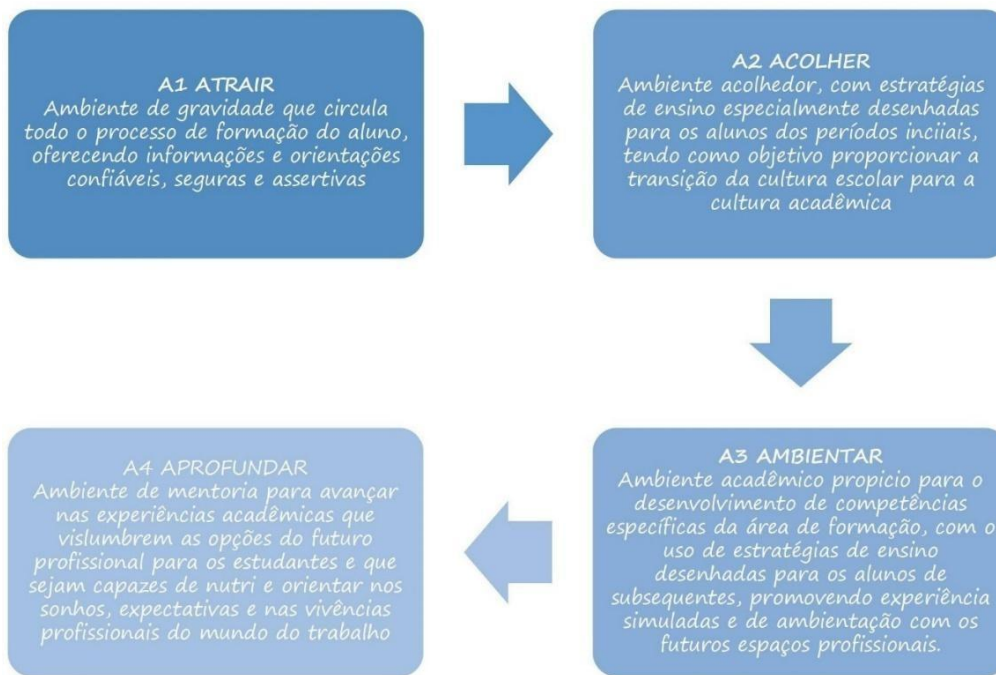 A1 ATRAIR
Ambiente de gravidade que circula
todo o processo de formação do aluno,
oferecendo informações e orientações
confiáveis, seguras e assertivas
A2 ACOLHER
Ambiente acolhedor, com estratégias
de ensino especialmente desenhadas
para os alunos dos períodos inciiais,
tendo como objetivo proporcionar a
transição da cultura escolar para a
cultura acadêmica
A3 AMBIENTAR
Ambiente acadêmico propicio para o
desenvolvimento de competências
específicas da área de formação, com o
uso de estratégias de ensino
desenhadas para os alunos de
subsequentes, promovendo experiência
simuladas e de ambientação com os
futuros espaços profissionais.
A4 APROFUNDAR
Ambiente de mentoria para avançar
nas experiências acadêmicas que
vislumbrem as opções do futuro
profissional para os estudantes e que
sejam capazes de nutri e orientar nos
sonhos, expectativas e nas vivências
profissionais do mundo do trabalho